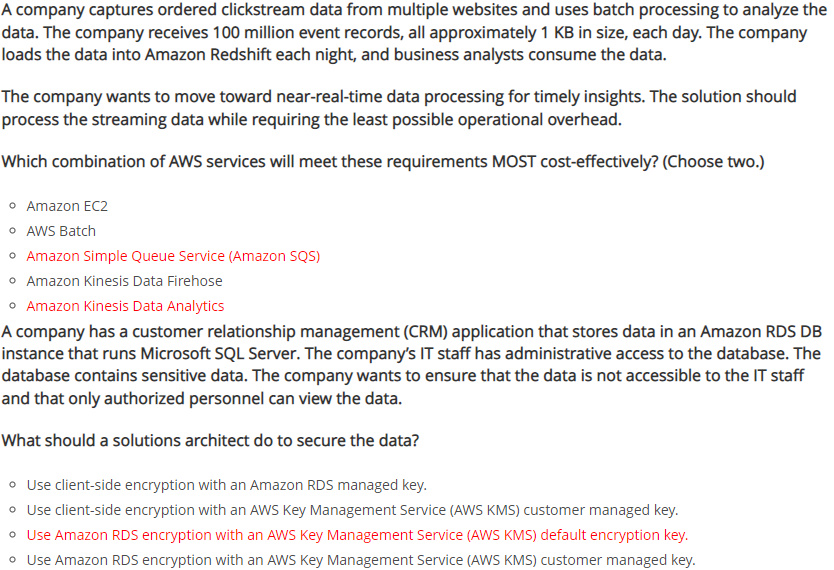 A company captures ordered clickstream data from multiple websites and uses batch processing to analyze the
data. The company receives 100 million event records, all approximately 1 KB in size, each day. The company
loads the data into Amazon Redshift each night, and business analysts consume the data.
The company wants to move toward near-real-time data processing for timely insights. The solution should
process the streaming data while requiring the least possible operational overhead.
Which combination of AWS services will meet these requirements MOST cost-effectively? (Choose two.)
Amazon EC2
AWS Batch
Amazon Simple Queue Service (Amazon SQS)
Amazon Kinesis Data Firehose
Amazon Kinesis Data Analytics
A company has a customer relationship management (CRM) application that stores data in an Amazon RDS DB
instance that runs Microsoft SQL Server. The company’s IT staff has administrative access to the database. The
database contains sensitive data. The company wants to ensure that the data is not accessible to the IT staff
and that only authorized personnel can view the data.
What should a solutions architect do to secure the data?
Use client-side encryption with an Amazon RDS managed key.
Use client-side encryption with an AWS Key Management Service (AWS KMS) customer managed key.
Use Amazon RDS encryption with an AWS Key Management Service (AWS KMS) default encryption key.
Use Amazon RDS encryption with an AWS Key Management Service (AWS KMS) customer managed key.